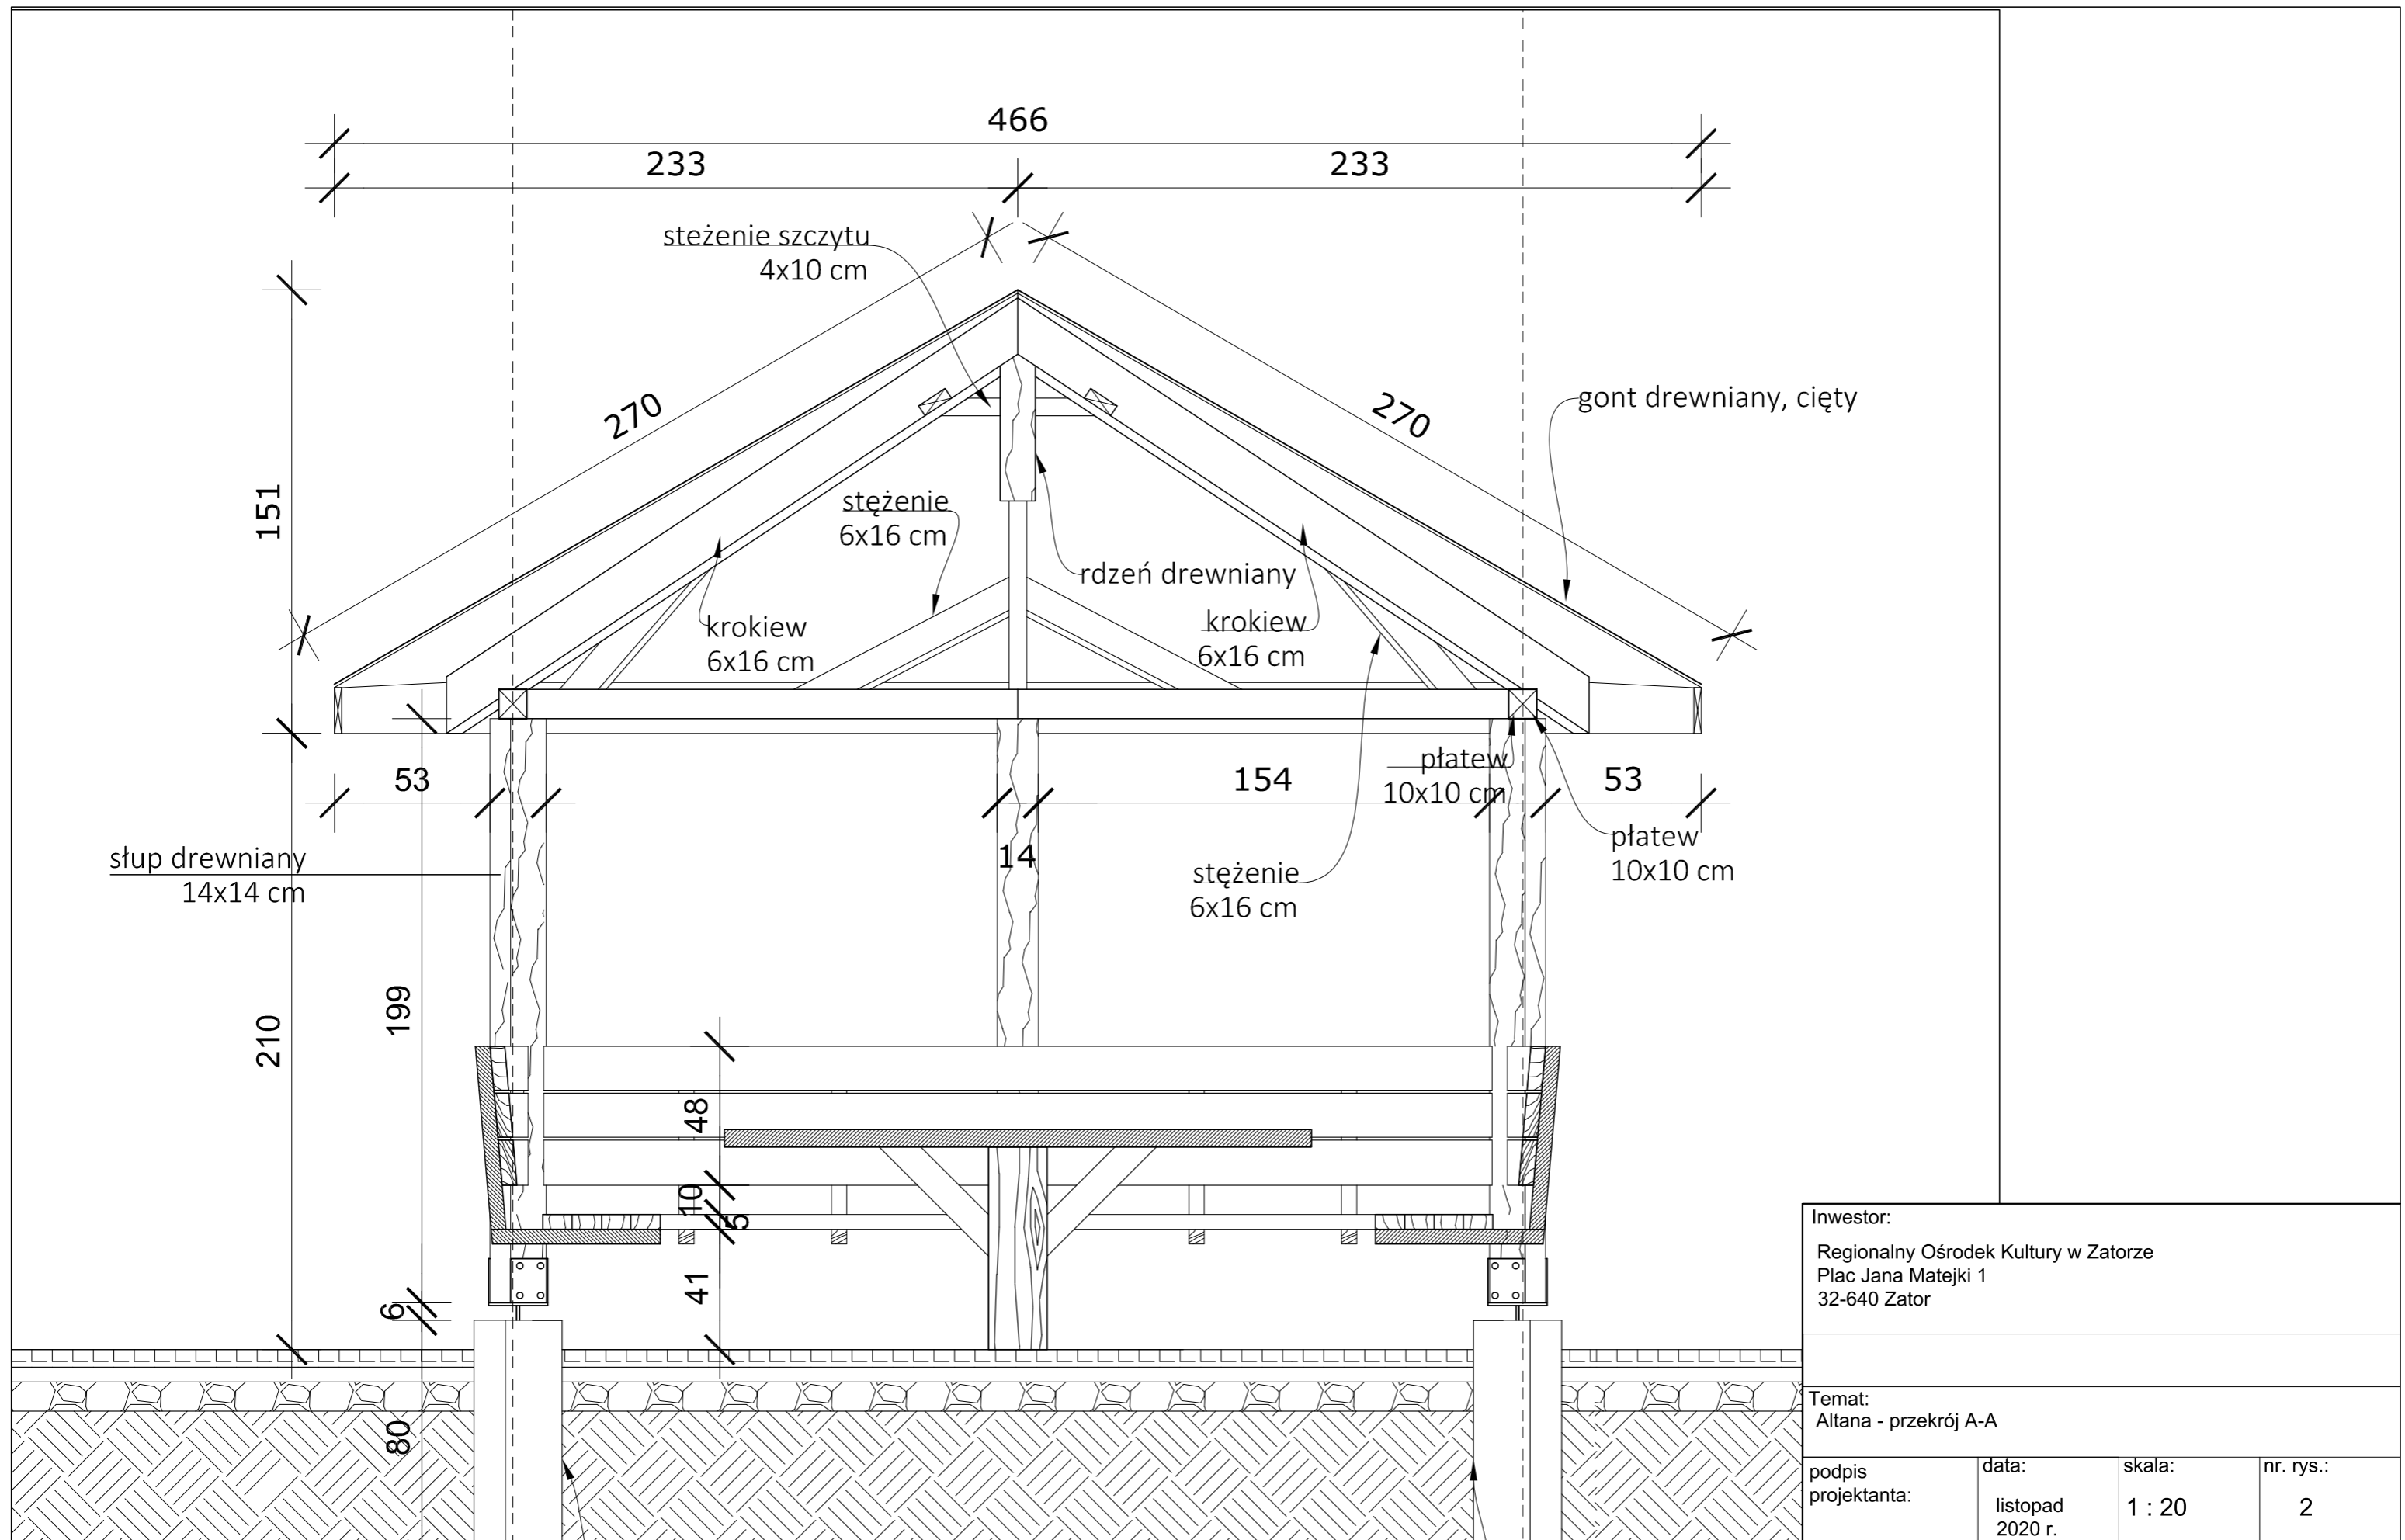 466
233
233
steżenie szczytu
4x10 cm
270
270
gont drewniany, cięty
151
stężenie
6x16 cm
rdzeń drewniany
krokiew
6x16 cm
krokiew
6x16 cm
53
154
płatew
10x10 cm
53
płatew
10x10 cm
słup drewniany
14x14 cm
14
stężenie
6x16 cm
210
199
48
10
5
41
6
80
Inwestor:
Regionalny Ośrodek Kultury w Zatorze
Plac Jana Matejki 1
32-640 Zator
Temat:
Altana - przekrój A-A
podpis
projektanta:
data:
listopad
2020 r.
skala:
1 : 20
nr. rys.:
2